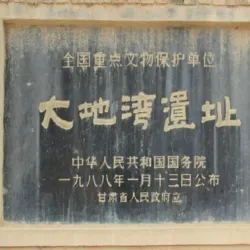 全国重点文物保护单位
大地湾遗址
中华人民共和国国务院
一九八八年一月十三日公布
甘肃省人民政府立